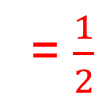 = 1/2